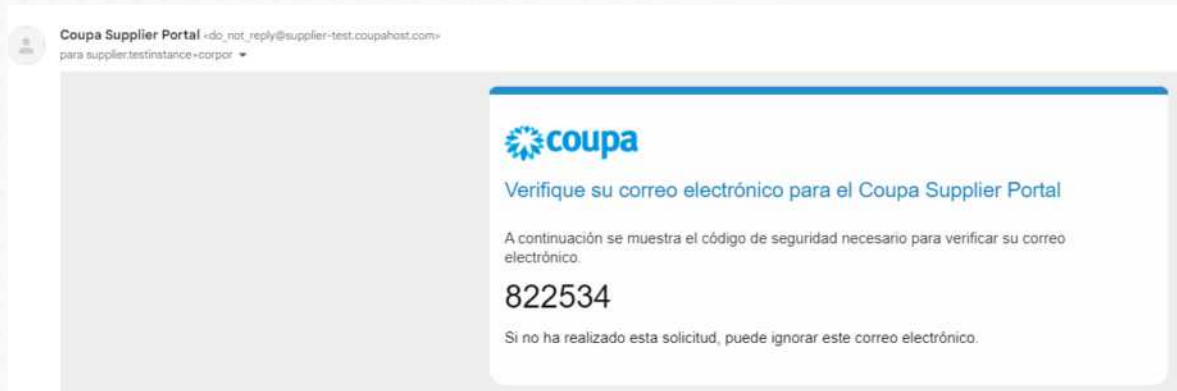 Coupa Supplier Portal <do_not_reply@supplier-test.coupahost.com>
para supplier.testinstance+corpor
coupa
Verifique su correo electrónico para el Coupa Supplier Portal
A continuación se muestra el código de seguridad necesario para verificar su correo
electrónico.
822534
Si no ha realizado esta solicitud, puede ignorar este correo electrónico.